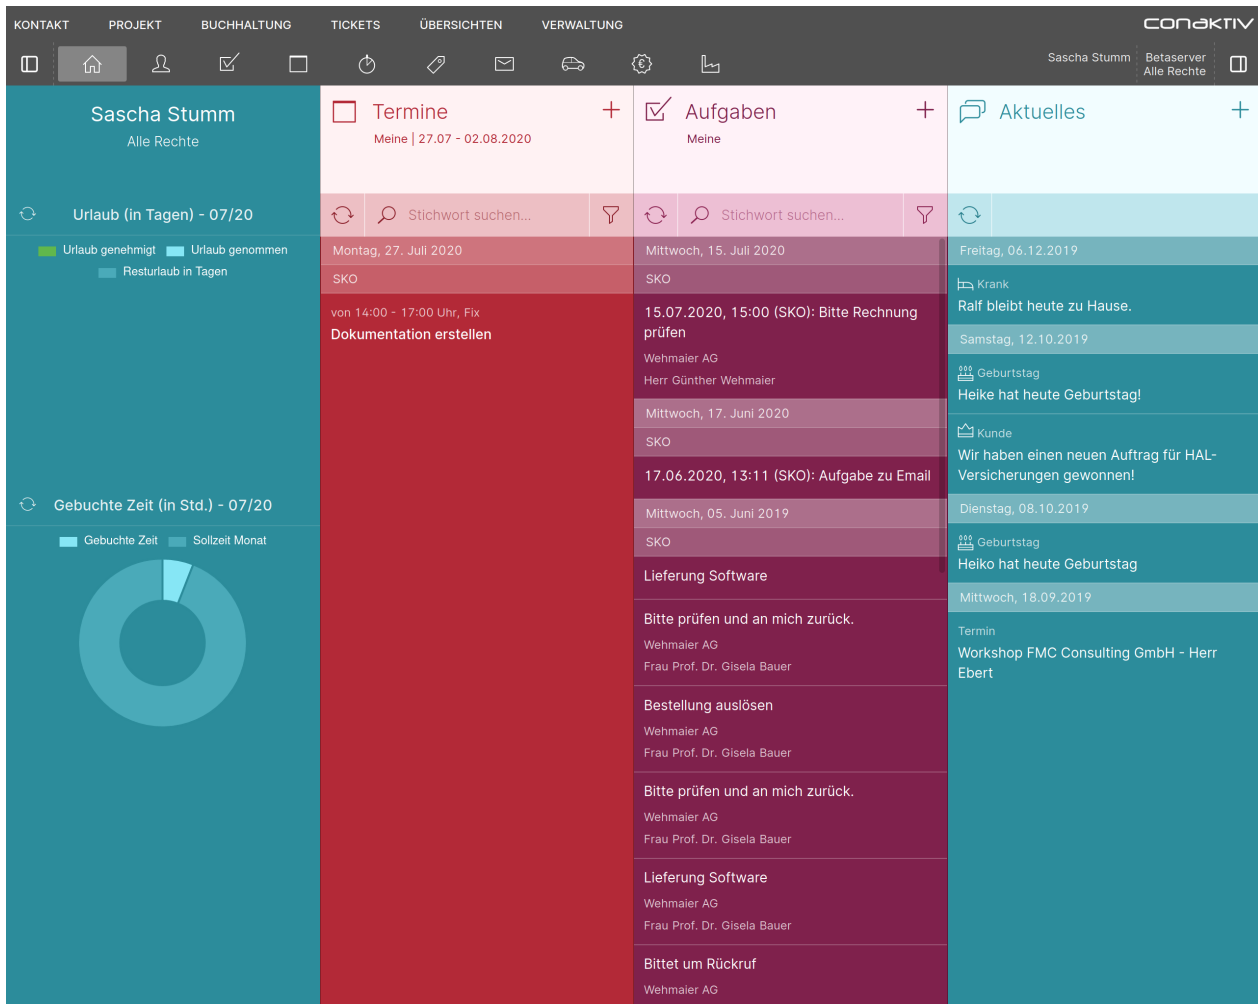 KONTAKT PROJEKT BUCHHALTUNG TICKETS ÜBERSICHTEN VERWALTUNG
conaktiv
Sascha Stumm
Betaserver
Alle Rechte
Sascha Stumm
Alle Rechte
Urlaub (in Tagen) - 07/20
Urlaub genehmigt Urlaub genommen
Resturlaub in Tagen
Gebuchte Zeit (in Std.) - 07/20
Gebuchte Zeit Sollzeit Monat
Termine
Meine | 27.07 - 02.08.2020
Stichwort suchen...
Montag, 27. Juli 2020
SKO
von 14:00 - 17:00 Uhr, Fix
Dokumentation erstellen
Aufgaben
Meine
Stichwort suchen...
Mittwoch, 15. Juli 2020
SKO
15.07.2020, 15:00 (SKO): Bitte Rechnung
prüfen
Wehmaier AG
Herr Günther Wehmaier
Mittwoch, 17. Juni 2020
SKO
17.06.2020, 13:11 (SKO): Aufgabe zu Email
Mittwoch, 05. Juni 2019
SKO
Lieferung Software
Bitte prüfen und an mich zurück.
Wehmaier AG
Frau Prof. Dr. Gisela Bauer
Bestellung auslösen
Wehmaier AG
Frau Prof. Dr. Gisela Bauer
Bitte prüfen und an mich zurück.
Wehmaier AG
Frau Prof. Dr. Gisela Bauer
Lieferung Software
Wehmaier AG
Frau Prof. Dr. Gisela Bauer
Bittet um Rückruf
Wehmaier AG
Aktuelles
Freitag, 06.12.2019
Krank
Ralf bleibt heute zu Hause.
Samstag, 12.10.2019
Geburtstag
Heike hat heute Geburtstag!
Kunde
Wir haben einen neuen Auftrag für HAL-
Versicherungen gewonnen!
Dienstag, 08.10.2019
Geburtstag
Heiko hat heute Geburtstag
Mittwoch, 18.09.2019
Termin
Workshop FMC Consulting GmbH - Herr
Ebert